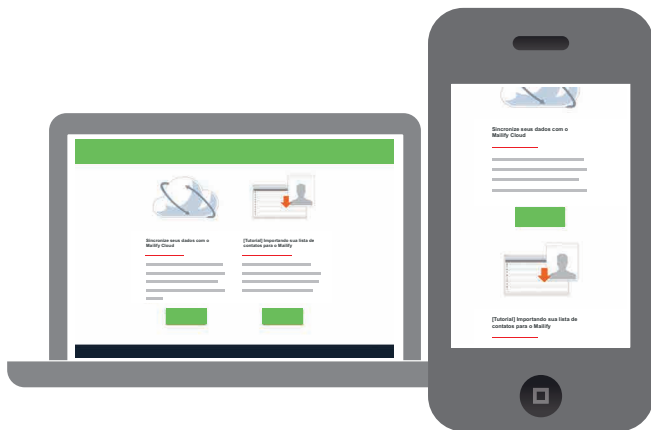 Sincronize seus dados com o
Mailify Cloud
[Tutorial] Importando sua lista de
contatos para o Mailify
Sincronize seus dados com o
Mailify Cloud
[Tutorial] Importando sua lista de
contatos para o Mailify